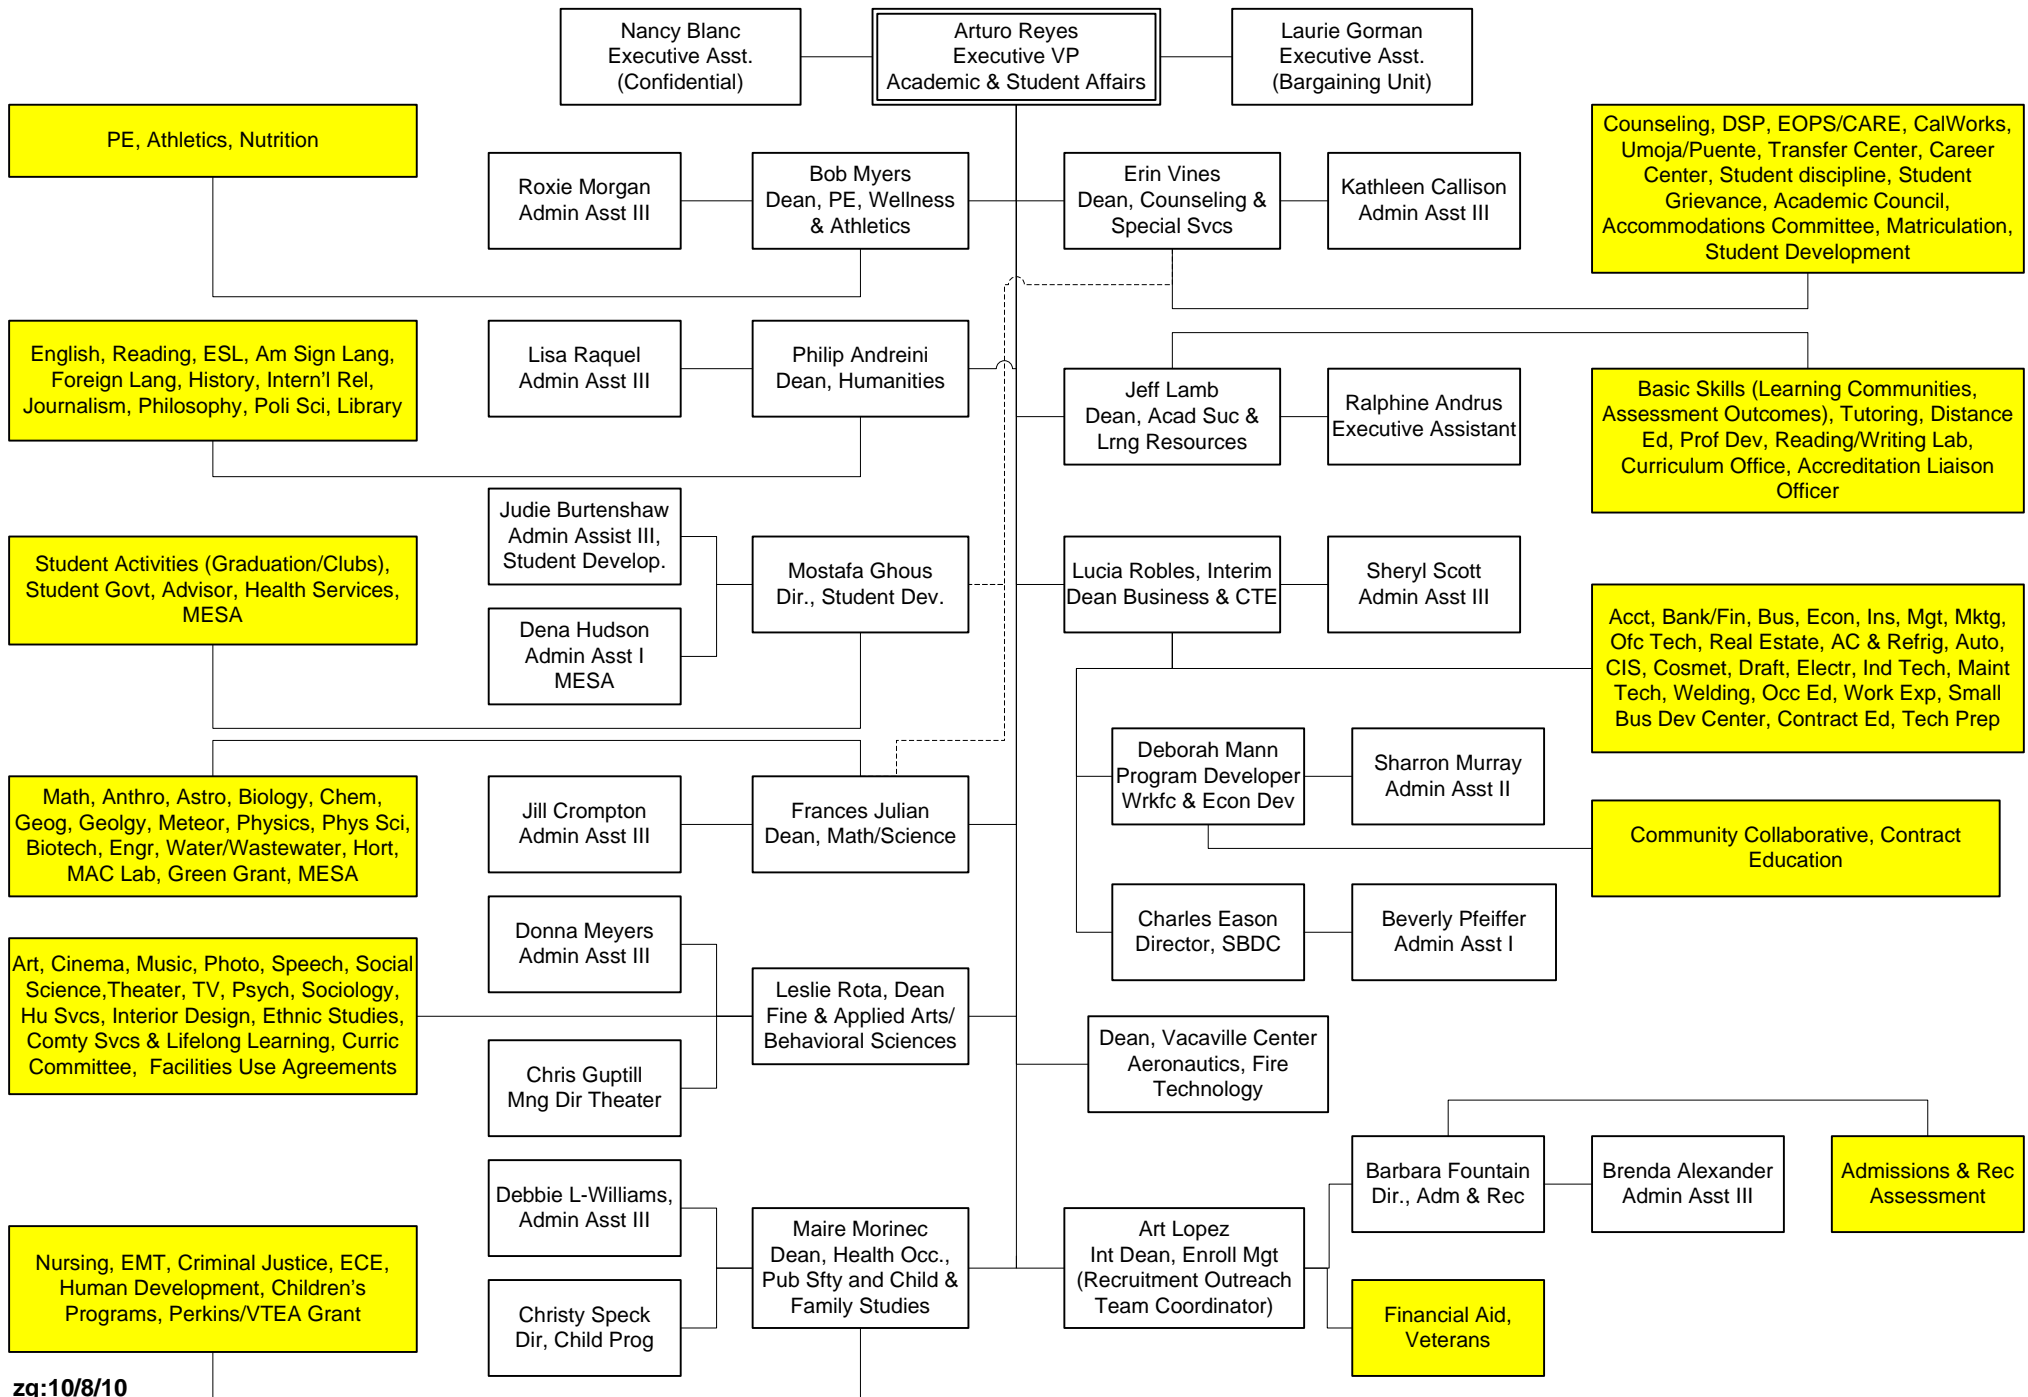 Nancy Blanc
Executive Asst.
(Confidential)
Arturo Reyes
Executive VP
Academic & Student Affairs
Laurie Gorman
Executive Asst.
(Bargaining Unit)
PE, Athletics, Nutrition
Roxie Morgan
Admin Asst III
Bob Myers
Dean, PE, Wellness
& Athletics
Erin Vines
Dean, Counseling &
Special Svcs
Kathleen Callison
Admin Asst III
Counseling, DSP, EOPS/CARE, CalWorks,
Umoja/Puente, Transfer Center, Career
Center, Student discipline, Student
Grievance, Academic Council,
Accommodations Committee, Matriculation,
Student Development
English, Reading, ESL, Am Sign Lang,
Foreign Lang, History, Intern'l Rel,
Journalism, Philosophy, Poli Sci, Library
Lisa Raquel
Admin Asst III
Philip Andreini
Dean, Humanities
Jeff Lamb
Dean, Acad Suc &
Lrng Resources
Ralphine Andrus
Executive Assistant
Basic Skills (Learning Communities,
Assessment Outcomes), Tutoring, Distance
Ed, Prof Dev, Reading/Writing Lab,
Curriculum Office, Accreditation Liaison
Officer
Student Activities (Graduation/Clubs),
Student Govt, Advisor, Health Services,
MESA
Judie Burtenshaw
Admin Assist III,
Student Develop.
Dena Hudson
Admin Asst I
MESA
Mostafa Ghous
Dir., Student Dev.
Lucia Robles, Interim
Dean Business & CTE
Sheryl Scott
Admin Asst III
Acct, Bank/Fin, Bus, Econ, Ins, Mgt, Mktg,
Ofc Tech, Real Estate, AC & Refrig, Auto,
CIS, Cosmet, Draft, Electr, Ind Tech, Maint
Tech, Welding, Occ Ed, Work Exp, Small
Bus Dev Center, Contract Ed, Tech Prep
Deborah Mann
Program Developer
Wrkfc & Econ Dev
Sharron Murray
Admin Asst II
Community Collaborative, Contract
Education
Math, Anthro, Astro, Biology, Chem,
Geog, Geolgy, Meteor, Physics, Phys Sci,
Biotech, Engr, Water/Wastewater, Hort,
MAC Lab, Green Grant, MESA
Jill Crompton
Admin Asst III
Frances Julian
Dean, Math/Science
Charles Eason
Director, SBDC
Beverly Pfeiffer
Admin Asst I
Art, Cinema, Music, Photo, Speech, Social
Science,Theater, TV, Psych, Sociology,
Hu Svcs, Interior Design, Ethnic Studies,
Comty Svcs & Lifelong Learning, Curric
Committee, Facilities Use Agreements
Donna Meyers
Admin Asst III
Chris Guptill
Mng Dir Theater
Leslie Rota, Dean
Fine & Applied Arts/
Behavioral Sciences
Dean, Vacaville Center
Aeronautics, Fire
Technology
Nursing, EMT, Criminal Justice, ECE,
Human Development, Children's
Programs, Perkins/VTEA Grant
Debbie L-Williams,
Admin Asst III
Christy Speck
Dir, Child Prog
Maire Morinec
Dean, Health Occ.,
Pub Sfty and Child &
Family Studies
Art Lopez
Int Dean, Enroll Mgt
(Recruitment Outreach
Team Coordinator)
Barbara Fountain
Dir., Adm & Rec
Brenda Alexander
Admin Asst III
Admissions & Rec
Assessment
Financial Aid,
Veterans
zg:10/8/10